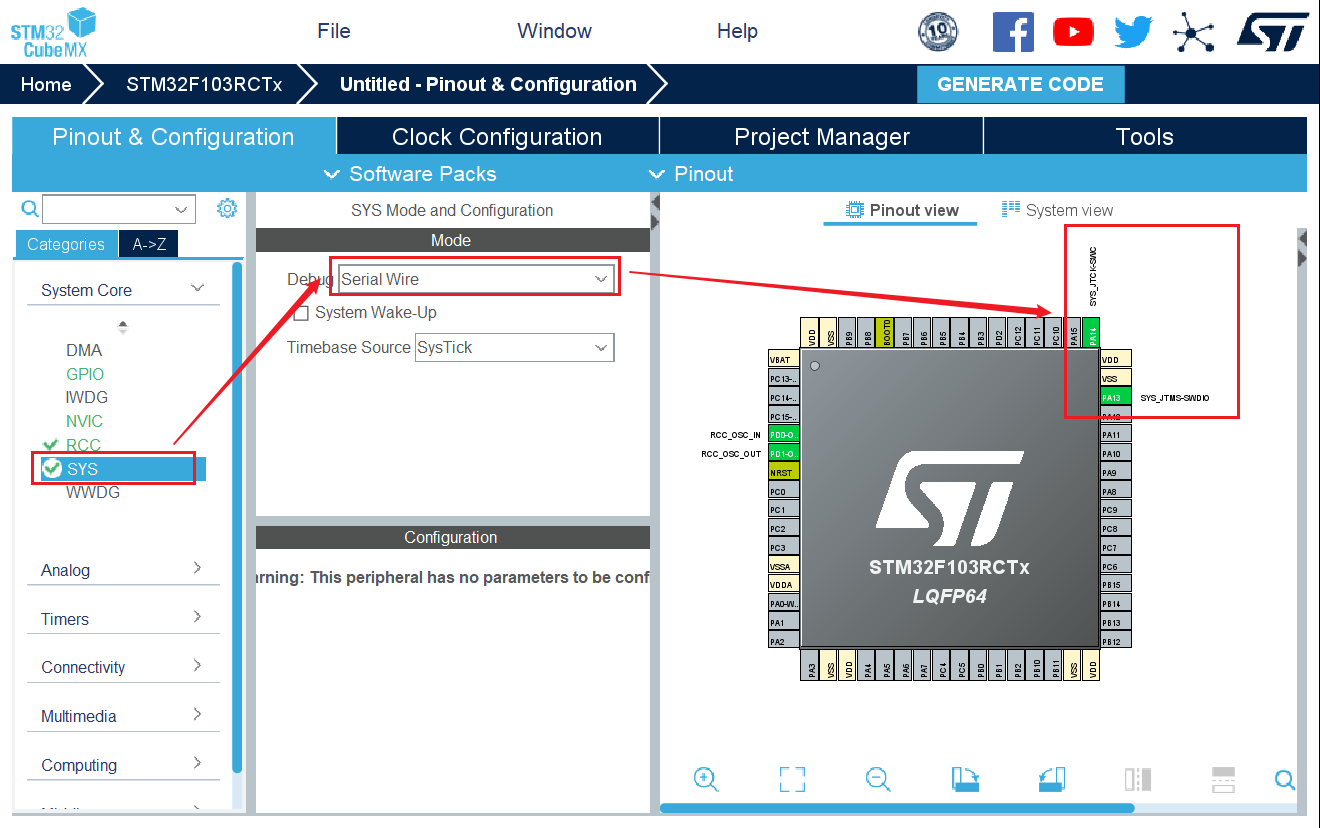 STM32
CubeMX
File
Window
Help
10
ST
Home
STM32F103RCTx
Untitled - Pinout & Configuration
GENERATE CODE
Pinout & Configuration
Clock Configuration
Project Manager
Tools
Software Packs
Pinout
Categories
A->Z
System Core
DMA
GPIO
IWDG
NVIC
RCC
SYS
WWDG
Analog
Timers
Connectivity
Multimedia
Computing
SYS Mode and Configuration
Mode
Debug
Serial Wire
System Wake-Up
Timebase Source
SysTick
Configuration
arning: This peripheral has no parameters to be conf
Pinout view
System view
SYS_JTCK-SWC
VDD
VSS
PB9
PB8
BOOT0
PB7
PB6
PB5
PB4
PB3
PD2
PC12
PC11
PC10
PA15
PA14
VBAT
PC13-..
PC14-..
PC15-..
RCC_OSC_IN
PD0-O..
RCC_OSC_OUT
PD1-O..
NRST
PC0
PC1
PC2
PC3
VSSA
VDDA
PA0-W..
PA1
PA2
VDD
VSS
PA13
SYS_JTMS-SWDIO
PA12
PA11
PA10
PA9
PA8
PC9
PC8
PC7
PC6
PB15
PB14
PB13
PB12
ST
STM32F103RCTx
LQFP64
PA3
VSS
VDD
PA4
PA5
PA6
PA7
PC4
PC5
PB0
PB1
PB2
PB10
PB11
VSS
VDD